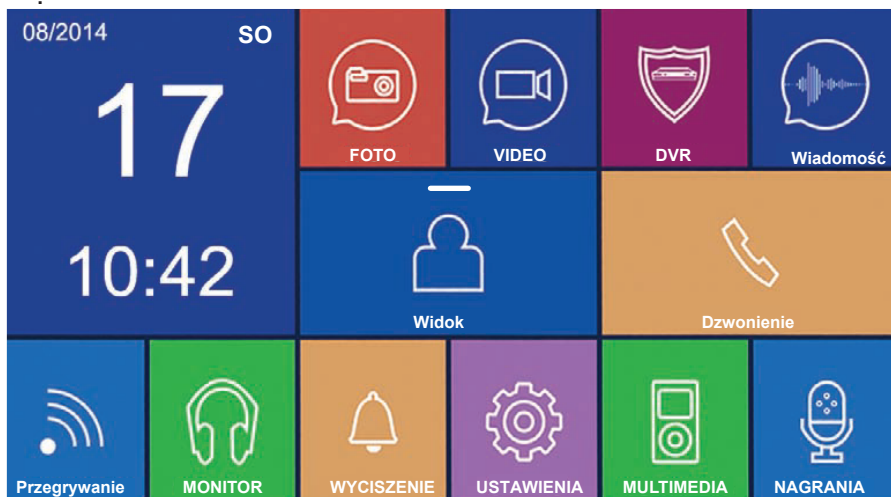 08/2014 SO
17
10:42
FOTO VIDEO DVR Wiadomość
Widok Dzwonienie
Przegrywanie MONITOR WYCISZENIE USTAWIENIA MULTIMEDIA NAGRANIA